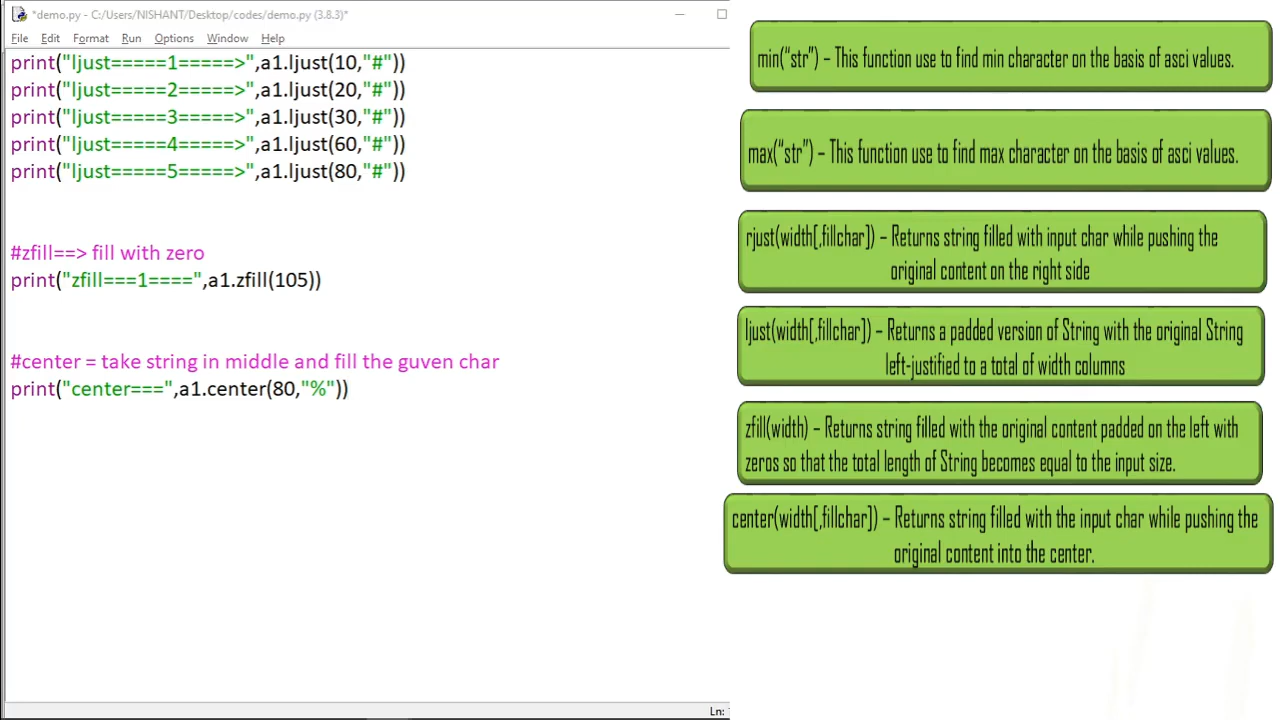 *demo.py - C:/Users/NISHANT/Desktop/codes/demo.py (3.8.3)*
File Edit Format Run Options Window Help
print("ljust=====1=====>",a1.ljust(10,"#"))
print("ljust=====2=====>",a1.ljust(20,"#"))
print("ljust=====3=====>",a1.ljust(30,"#"))
print("ljust=====4=====>",a1.ljust(60,"#"))
print("ljust=====5=====>",a1.ljust(80,"#"))
#zfill==> fill with zero
print("zfill===1====",a1.zfill(105))
#center = take string in middle and fill the guven char
print("center===",a1.center(80,"%"))
Ln:
min(“str”) – This function use to find min character on the basis of asci values.
max(“str”) – This function use to find max character on the basis of asci values.
rjust(width[,fillchar]) – Returns string filled with input char while pushing the
original content on the right side
ljust(width[,fillchar]) – Returns a padded version of String with the original String
left-justified to a total of width columns
zfill(width) – Returns string filled with the original content padded on the left with
zeros so that the total length of String becomes equal to the input size.
center(width[,fillchar]) – Returns string filled with the input char while pushing the
original content into the center.